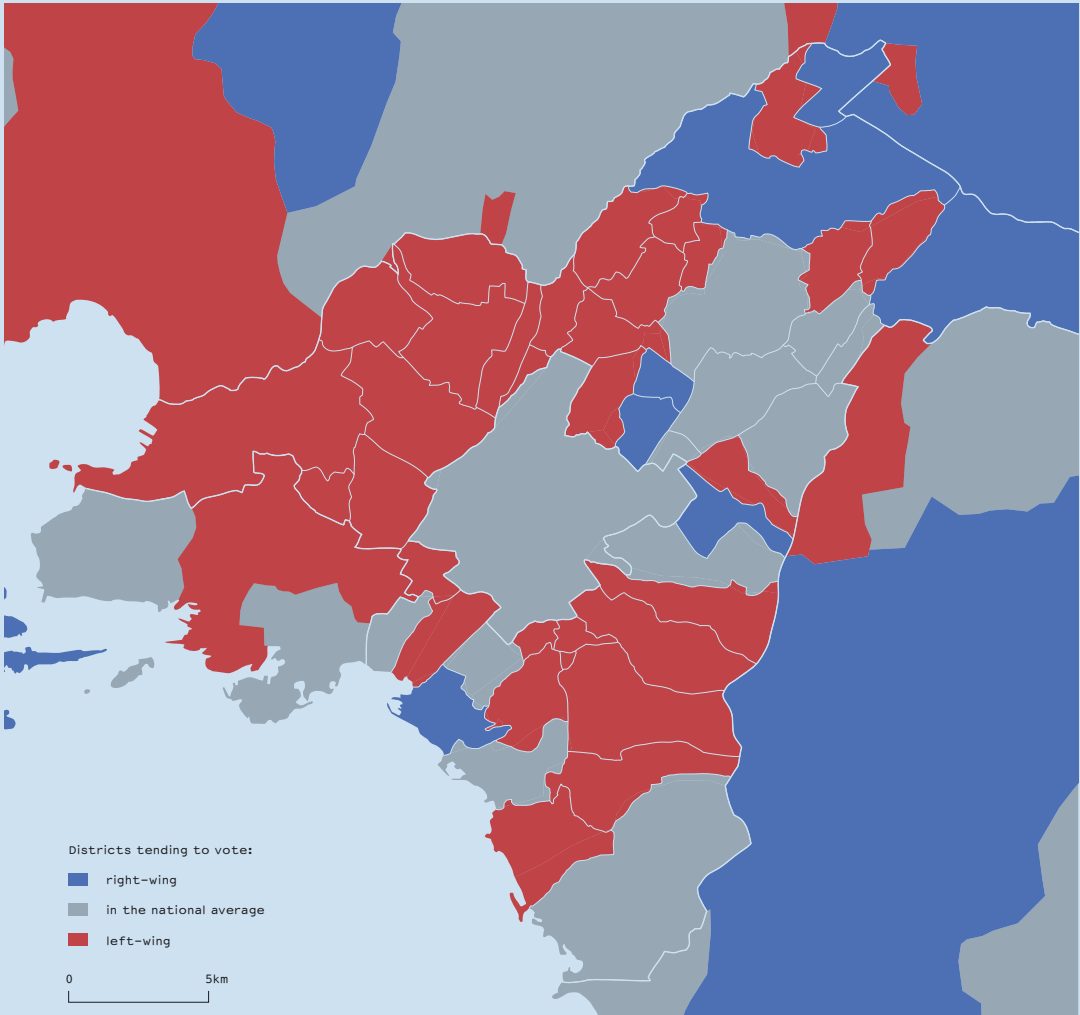 Districts tending to vote:
right-wing
in the national average
left-wing
0 5km